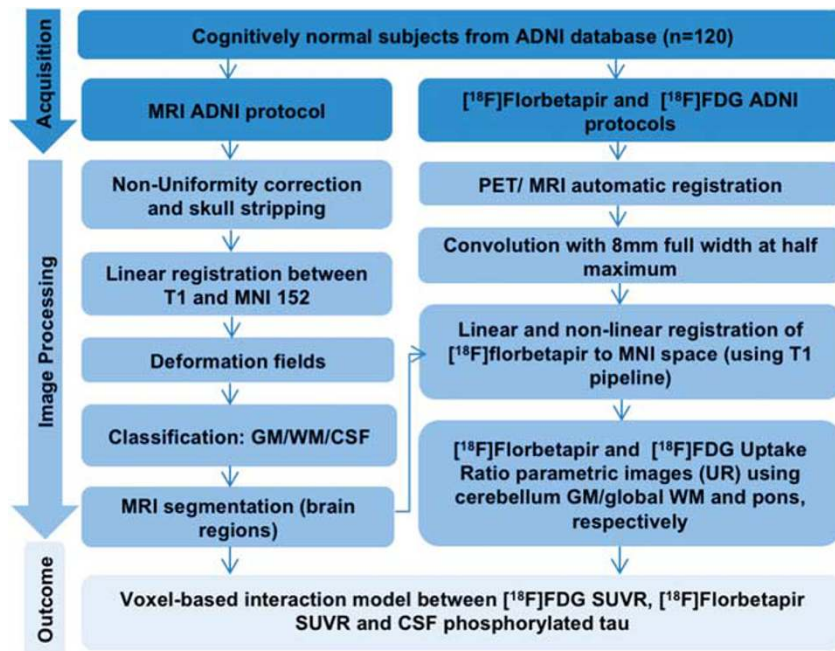 Acquisition
Cognitively normal subjects from ADNI database (n=120)
MRI ADNI protocol
[¹⁸F]Florbetapir and [¹⁸F]FDG ADNI
protocols
Image Processing
Non-Uniformity correction
and skull stripping
Linear registration between
T1 and MNI 152
Deformation fields
Classification: GM/WM/CSF
MRI segmentation (brain
regions)
PET/ MRI automatic registration
Convolution with 8mm full width at half
maximum
Linear and non-linear registration of
[¹⁸F]florbetapir to MNI space (using T1
pipeline)
[¹⁸F]Florbetapir and [¹⁸F]FDG Uptake
Ratio parametric images (UR) using
cerebellum GM/global WM and pons,
respectively
Outcome
Voxel-based interaction model between [¹⁸F]FDG SUVR, [¹⁸F]Florbetapir
SUVR and CSF phosphorylated tau